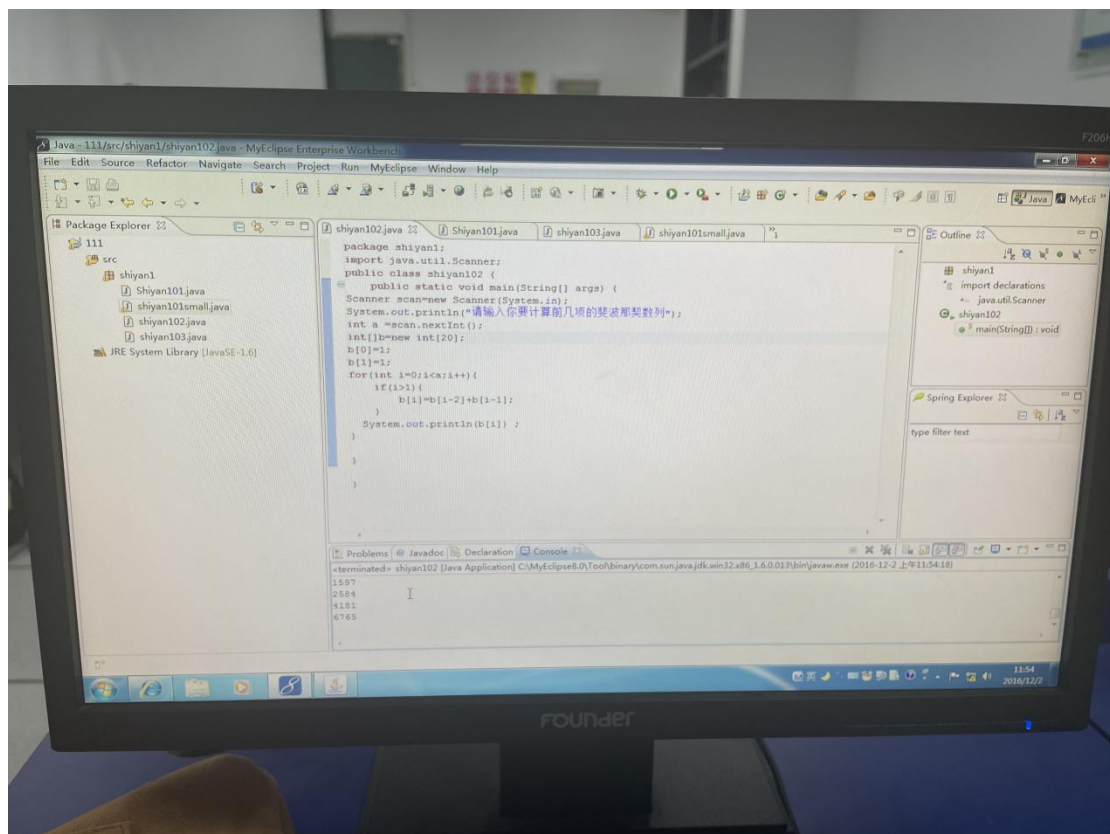 F206H
Java - 111/src/shiyan1/shiyan102.java - MyEclipse Enterprise Workbench
File Edit Source Refactor Navigate Search Project Run MyEclipse Window Help
Java MyEcli
Package Explorer
111
src
shiyan1
Shiyan101.java
shiyan101small.java
shiyan102.java
shiyan103.java
JRE System Library [JavaSE-1.6]
shiyan102.java Shiyan101.java shiyan103.java shiyan101small.java "1
package shiyan1;
import java.util.Scanner;
public class shiyan102 {
public static void main(String[] args) {
Scanner scan=new Scanner(System.in);
System.out.println("请输入你要计算前几项的斐波那契数列");
int a =scan.nextInt();
int[]b=new int[20];
b[0]=1;
b[1]=1;
for(int i=0;i<a;i++){
if(i>1){
b[i]=b[i-2]+b[i-1];
}
System.out.println(b[i]) ;
}
}
}
Outline
shiyan1
import declarations
java.util.Scanner
shiyan102
main(String[]) : void
Spring Explorer
type filter text
Problems @ Javadoc Declaration Console
<terminated> shiyan102 [Java Application] C:\MyEclipse8.0\Tool\binary\com.sun.java.jdk.win32.x86_1.6.0.013\bin\javaw.exe (2016-12-2 上午11:54:18)
1597
2584
4181
6765
英
11:54
2016/12/2
FOUNDER